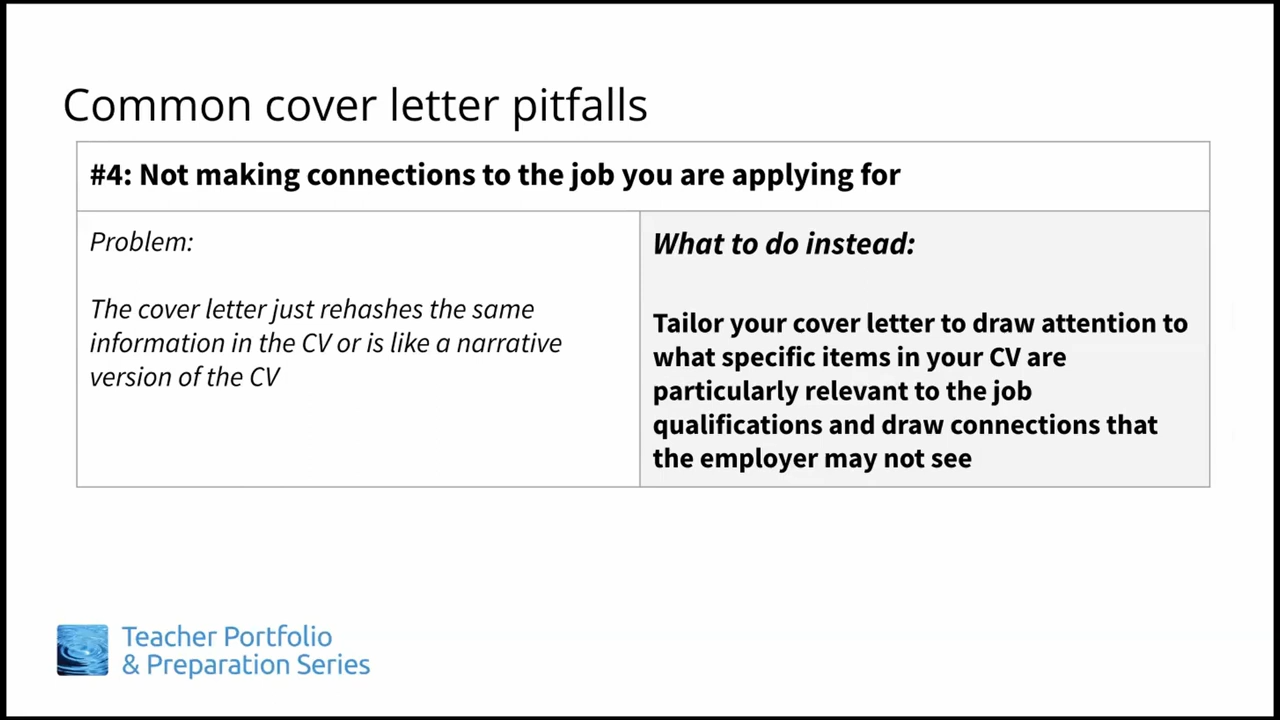 Common cover letter pitfalls
#4: Not making connections to the job you are applying for
Problem:
The cover letter just rehashes the same
information in the CV or is like a narrative
version of the CV
What to do instead:
Tailor your cover letter to draw attention to
what specific items in your CV are
particularly relevant to the job
qualifications and draw connections that
the employer may not see
Teacher Portfolio
& Preparation Series